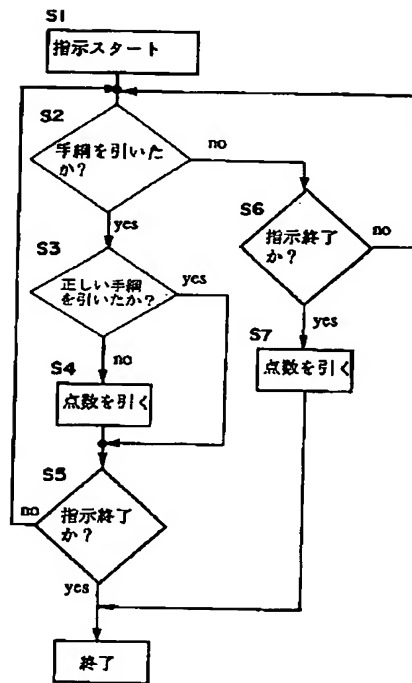 S1
指示スタート
S2
手綱を引いた
か?
no
yes
S6
指示終了
か?
no
yes
S3
正しい手綱
を引いたか?
yes
no
S7
点数を引く
S4
点数を引く
S5
指示終了
か?
no
yes
終了